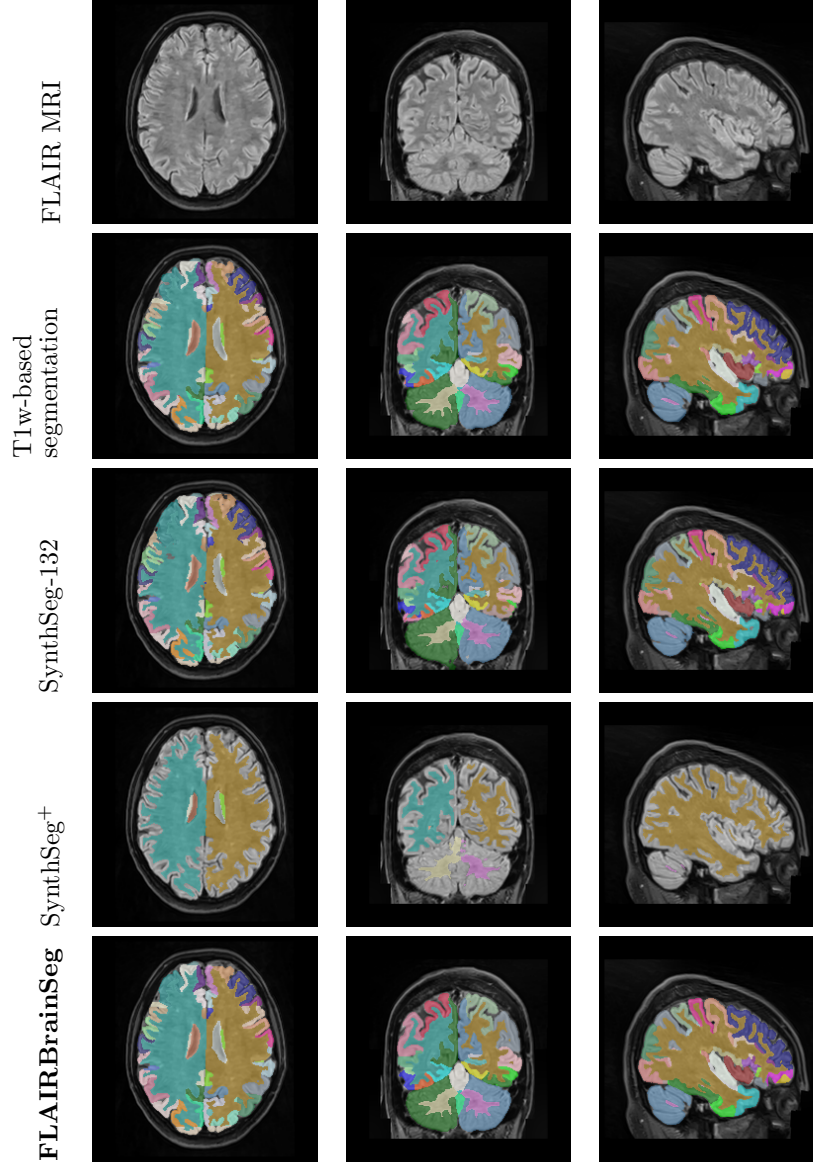 FLAIR MRI
T1w-based
segmentation
SynthSeg-132
SynthSeg⁺
FLAIRBrainSeg